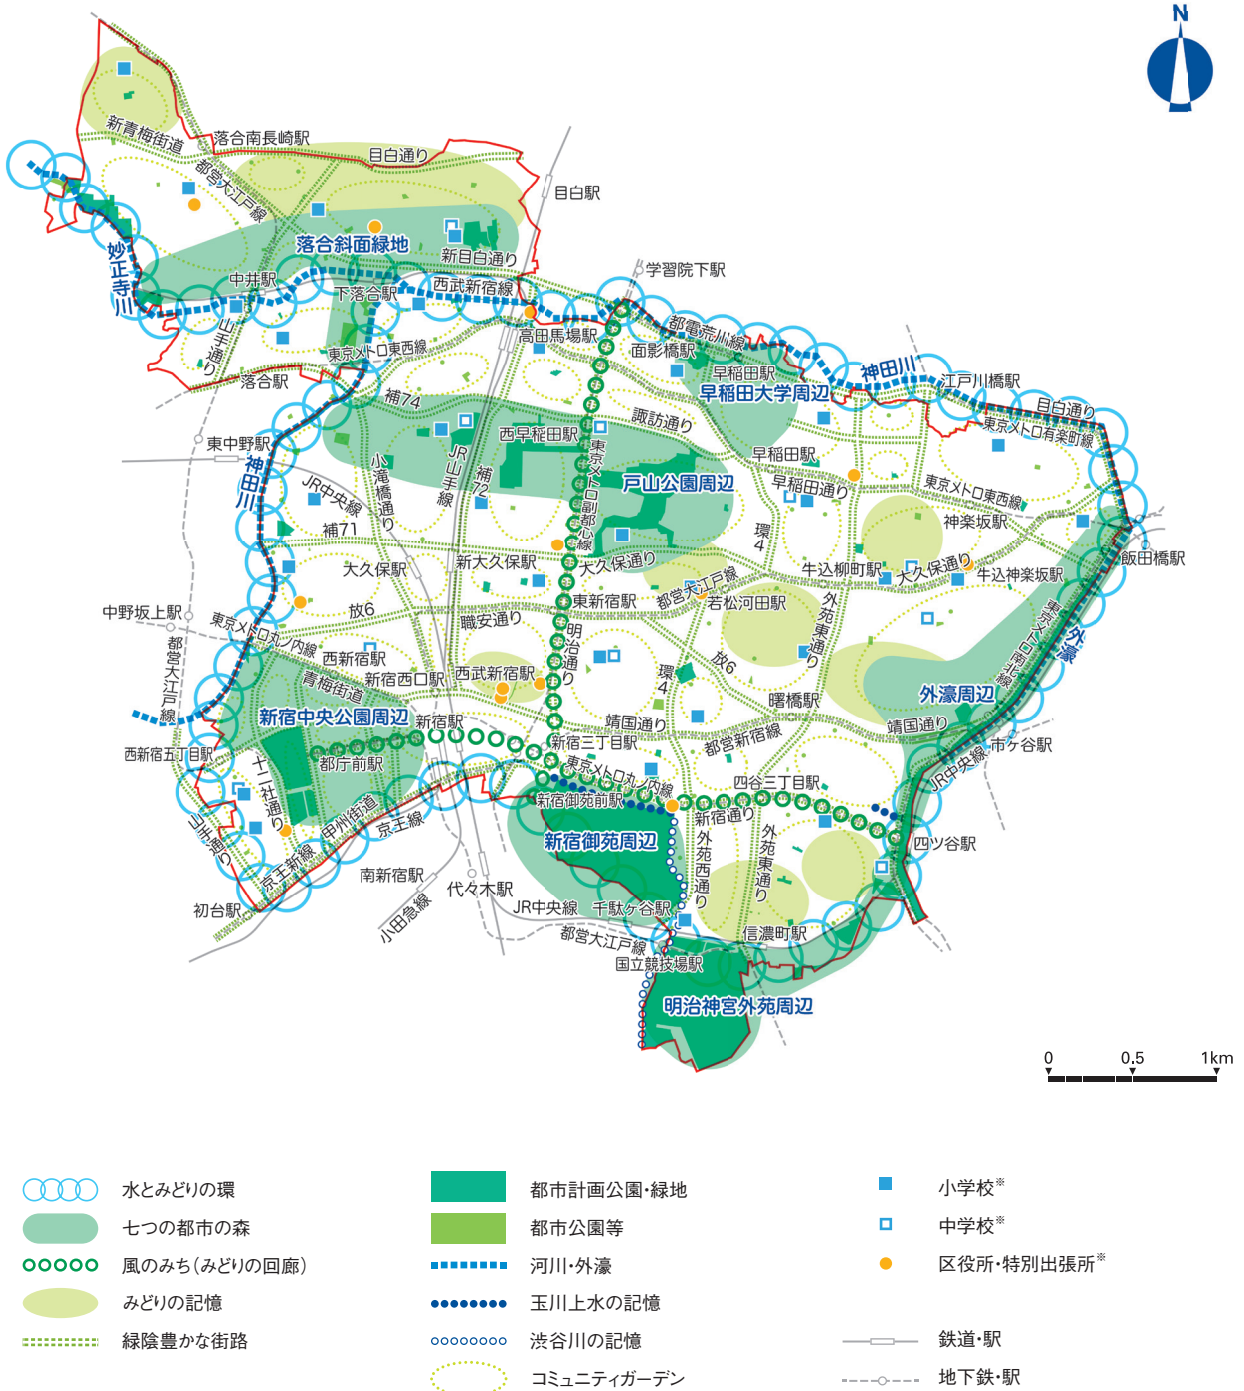 N
落合南長崎駅
新青梅街道
目白通り
都営大江戸線
目白駅
落合斜面緑地
新目白通り
妙正寺川
中井駅
下落合駅
西武新宿線
学習院下駅
高田馬場駅
都電荒川線
面影橋駅
山手通り
東京メトロ東西線
落合駅
早稲田駅
早稲田大学周辺
神田川
江戸川橋駅
目白通り
東京メトロ有楽町線
補74
諏訪通り
西早稲田駅
東中野駅
神田川
JR中央線
小滝橋通り
JR山手線
補72
東京メトロ副都心線
戸山公園周辺
早稲田駅
早稲田通り
東京メトロ東西線
神楽坂駅
補71
環4
飯田橋駅
大久保駅
新大久保駅
大久保通り
牛込柳町駅
大久保通り
牛込神楽坂駅
都営大江戸線
若松河田駅
東新宿駅
中野坂上駅
放6
職安通り
外苑東通り
東京メトロ南北線
外濠
東京メトロ丸ノ内線
都営大江戸線
西新宿駅
明治通り
放6
環4
青梅街道
新宿西口駅
西武新宿駅
曙橋駅
外濠周辺
新宿中央公園周辺
新宿駅
靖国通り
靖国通り
都営新宿線
市ヶ谷駅
西新宿五丁目駅
都庁前駅
新宿三丁目駅
東京メトロ丸ノ内線
JR中央線
十二社通り
四谷三丁目駅
新宿御苑前駅
新宿通り
山手通り
甲州街道
京王線
新宿御苑周辺
外苑西通り
外苑東通り
四ツ谷駅
京王新線
南新宿駅
代々木駅
初台駅
小田急線
JR中央線
千駄ヶ谷駅
都営大江戸線
信濃町駅
国立競技場駅
明治神宮外苑周辺
0 0.5 1km
水とみどりの環
七つの都市の森
風のみち(みどりの回廊)
みどりの記憶
緑陰豊かな街路
都市計画公園・緑地
都市公園等
河川・外濠
玉川上水の記憶
渋谷川の記憶
コミュニティガーデン
小学校※
中学校※
区役所・特別出張所※
鉄道・駅
地下鉄・駅